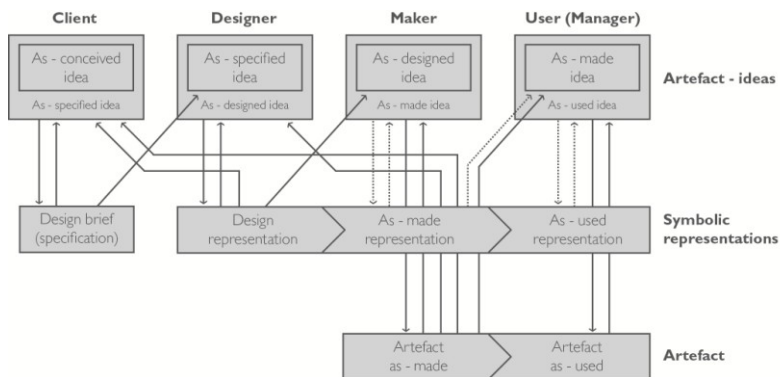 Client
Designer
Maker
User (Manager)
As - conceived
idea
As - specified idea
As - specified
idea
As - designed idea
As - designed
idea
As - made idea
As - made
idea
As - used idea
Artefact - ideas
Design brief
(specification)
Design
representation
As - made
representation
As - used
representation
Symbolic
representations
Artefact
as - made
Artefact
as - used
Artefact